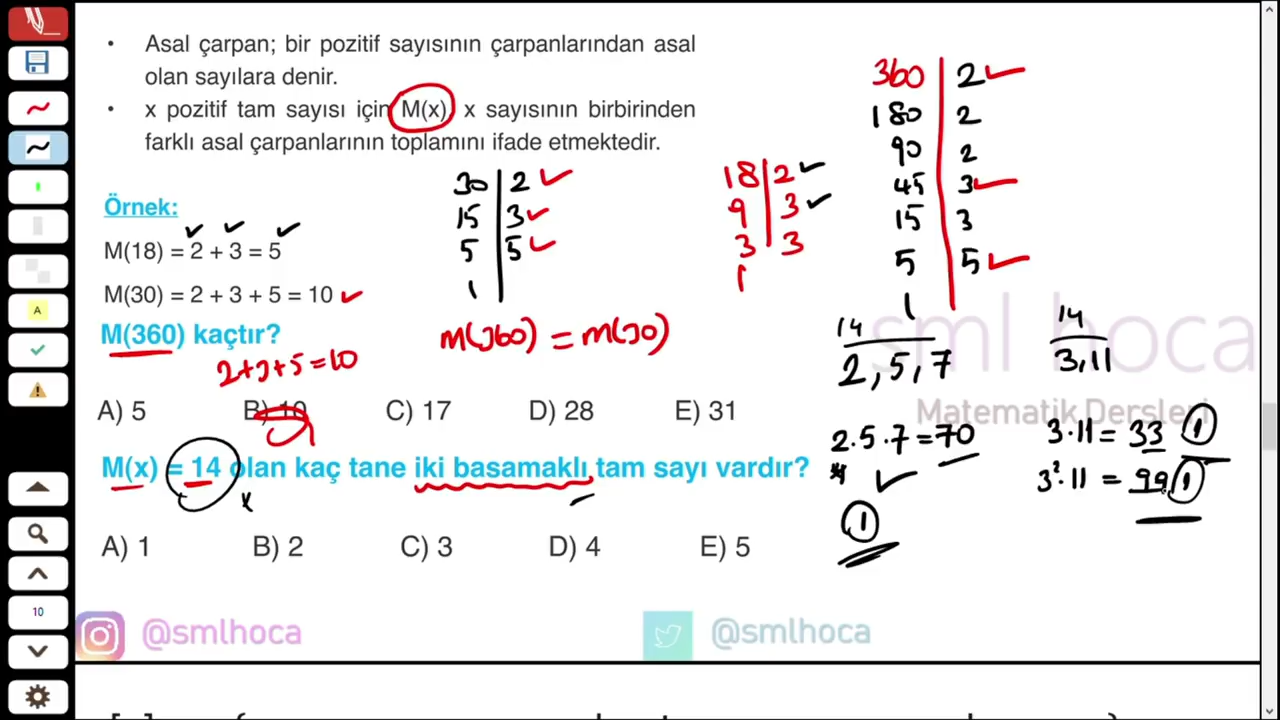 • Asal çarpan; bir pozitif sayısının çarpanlarından asal
olan sayılara denir.
• x pozitif tam sayısı için M(x) x sayısının birbirinden
farklı asal çarpanlarının toplamını ifade etmektedir.
Örnek:
M(18) = 2 + 3 = 5
M(30) = 2 + 3 + 5 = 10
30 | 2
15 | 3
5 | 5
1
18 | 2
9 | 3
3 | 3
1
360 | 2
180 | 2
90 | 2
45 | 3
15 | 3
5 | 5
1
M(360) kaçtır?
2+3+5=10
m(360) = m(30)
A) 5 B) 10 C) 17 D) 28 E) 31
M(x) = 14 olan kaç tane iki basamaklı tam sayı vardır?
x
A) 1 B) 2 C) 3 D) 4 E) 5
14
2, 5, 7
2.5.7=70
1
14
3, 11
3.11= 33 1
3².11 = 99 1
sml hoca
Matematik Dersleri
@smlhoca @smlhoca
A
10